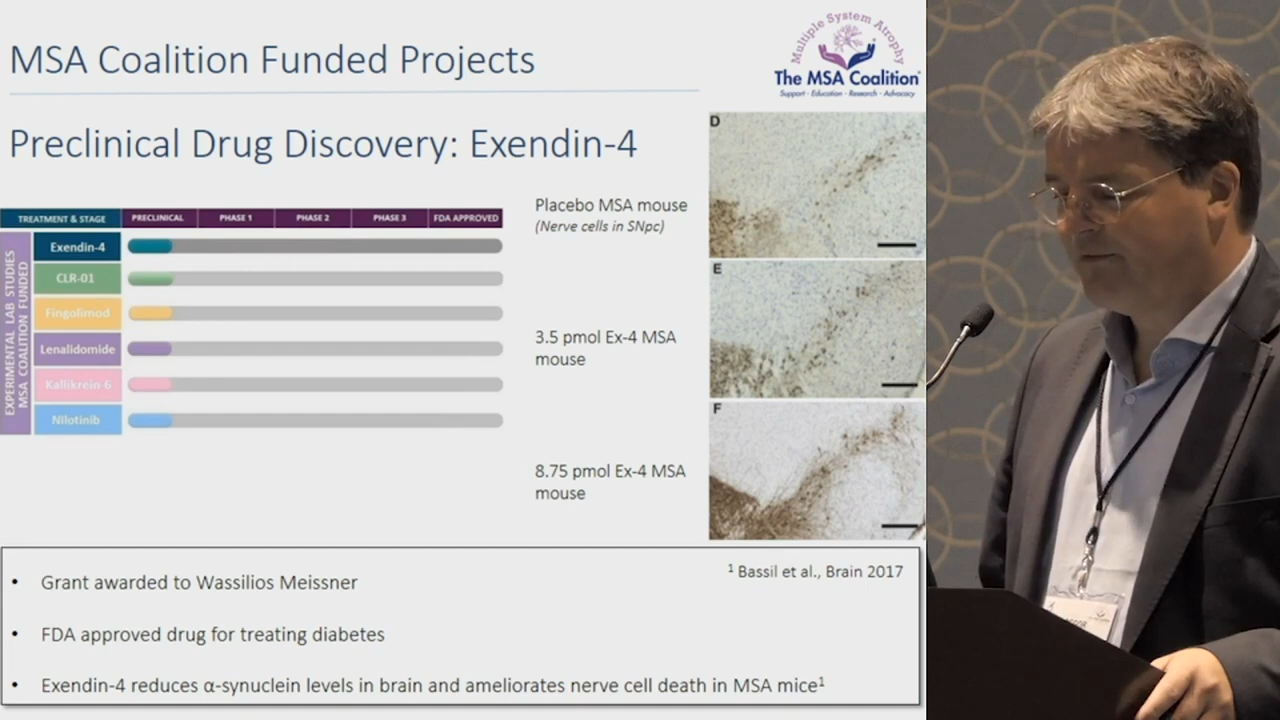 MSA Coalition Funded Projects
Multiple System Atrophy
The MSA Coalition
Support · Education · Research · Advocacy
Preclinical Drug Discovery: Exendin-4
TREATMENT & STAGE PRECLINICAL PHASE 1 PHASE 2 PHASE 3 FDA APPROVED
EXPERIMENTAL LAB STUDIES
MSA COALITION FUNDED
Exendin-4
CLR-01
Fingolimod
Lenalidomide
Kallikrein-6
Nilotinib
Placebo MSA mouse
(Nerve cells in SNpc)
D
3.5 pmol Ex-4 MSA
mouse
E
8.75 pmol Ex-4 MSA
mouse
F
• Grant awarded to Wassilios Meissner
¹ Bassil et al., Brain 2017
• FDA approved drug for treating diabetes
• Exendin-4 reduces α-synuclein levels in brain and ameliorates nerve cell death in MSA mice¹